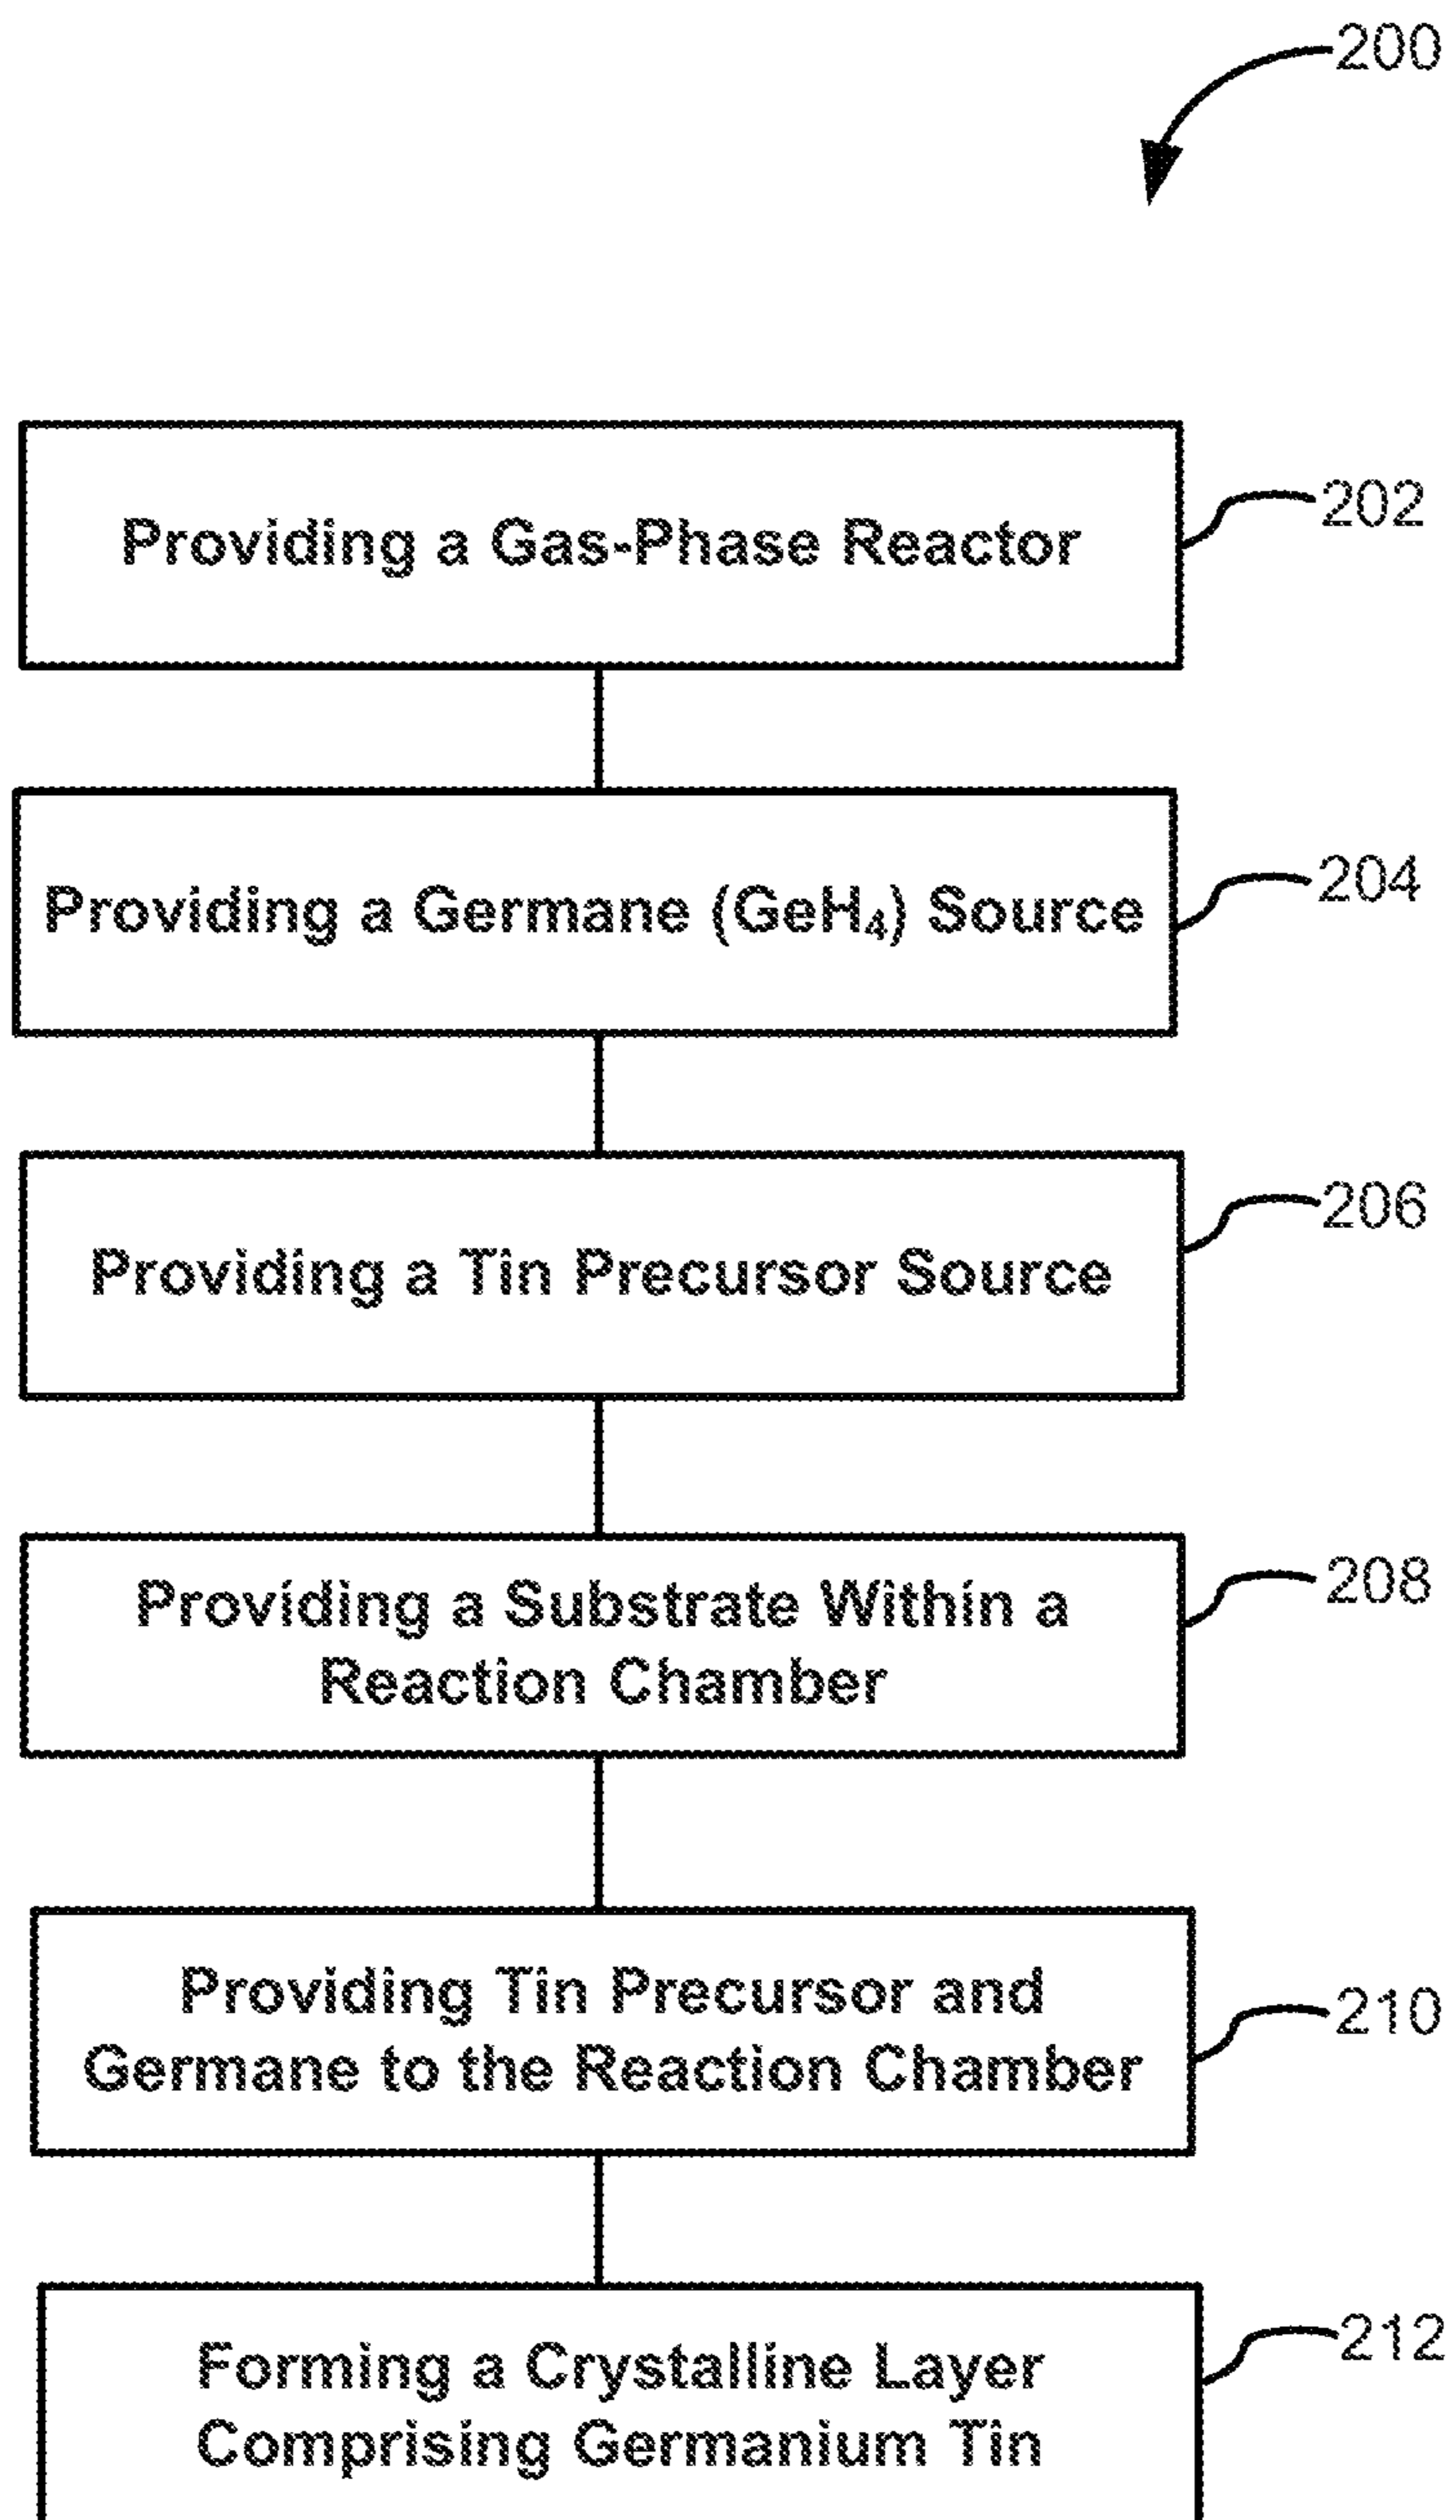 200
Providing a Gas-Phase Reactor
202
Providing a Germane (GeH₄) Source
204
Providing a Tin Precursor Source
206
Providing a Substrate Within a
Reaction Chamber
208
Providing Tin Precursor and
Germane to the Reaction Chamber
210
Forming a Crystalline Layer
Comprising Germanium Tin
212